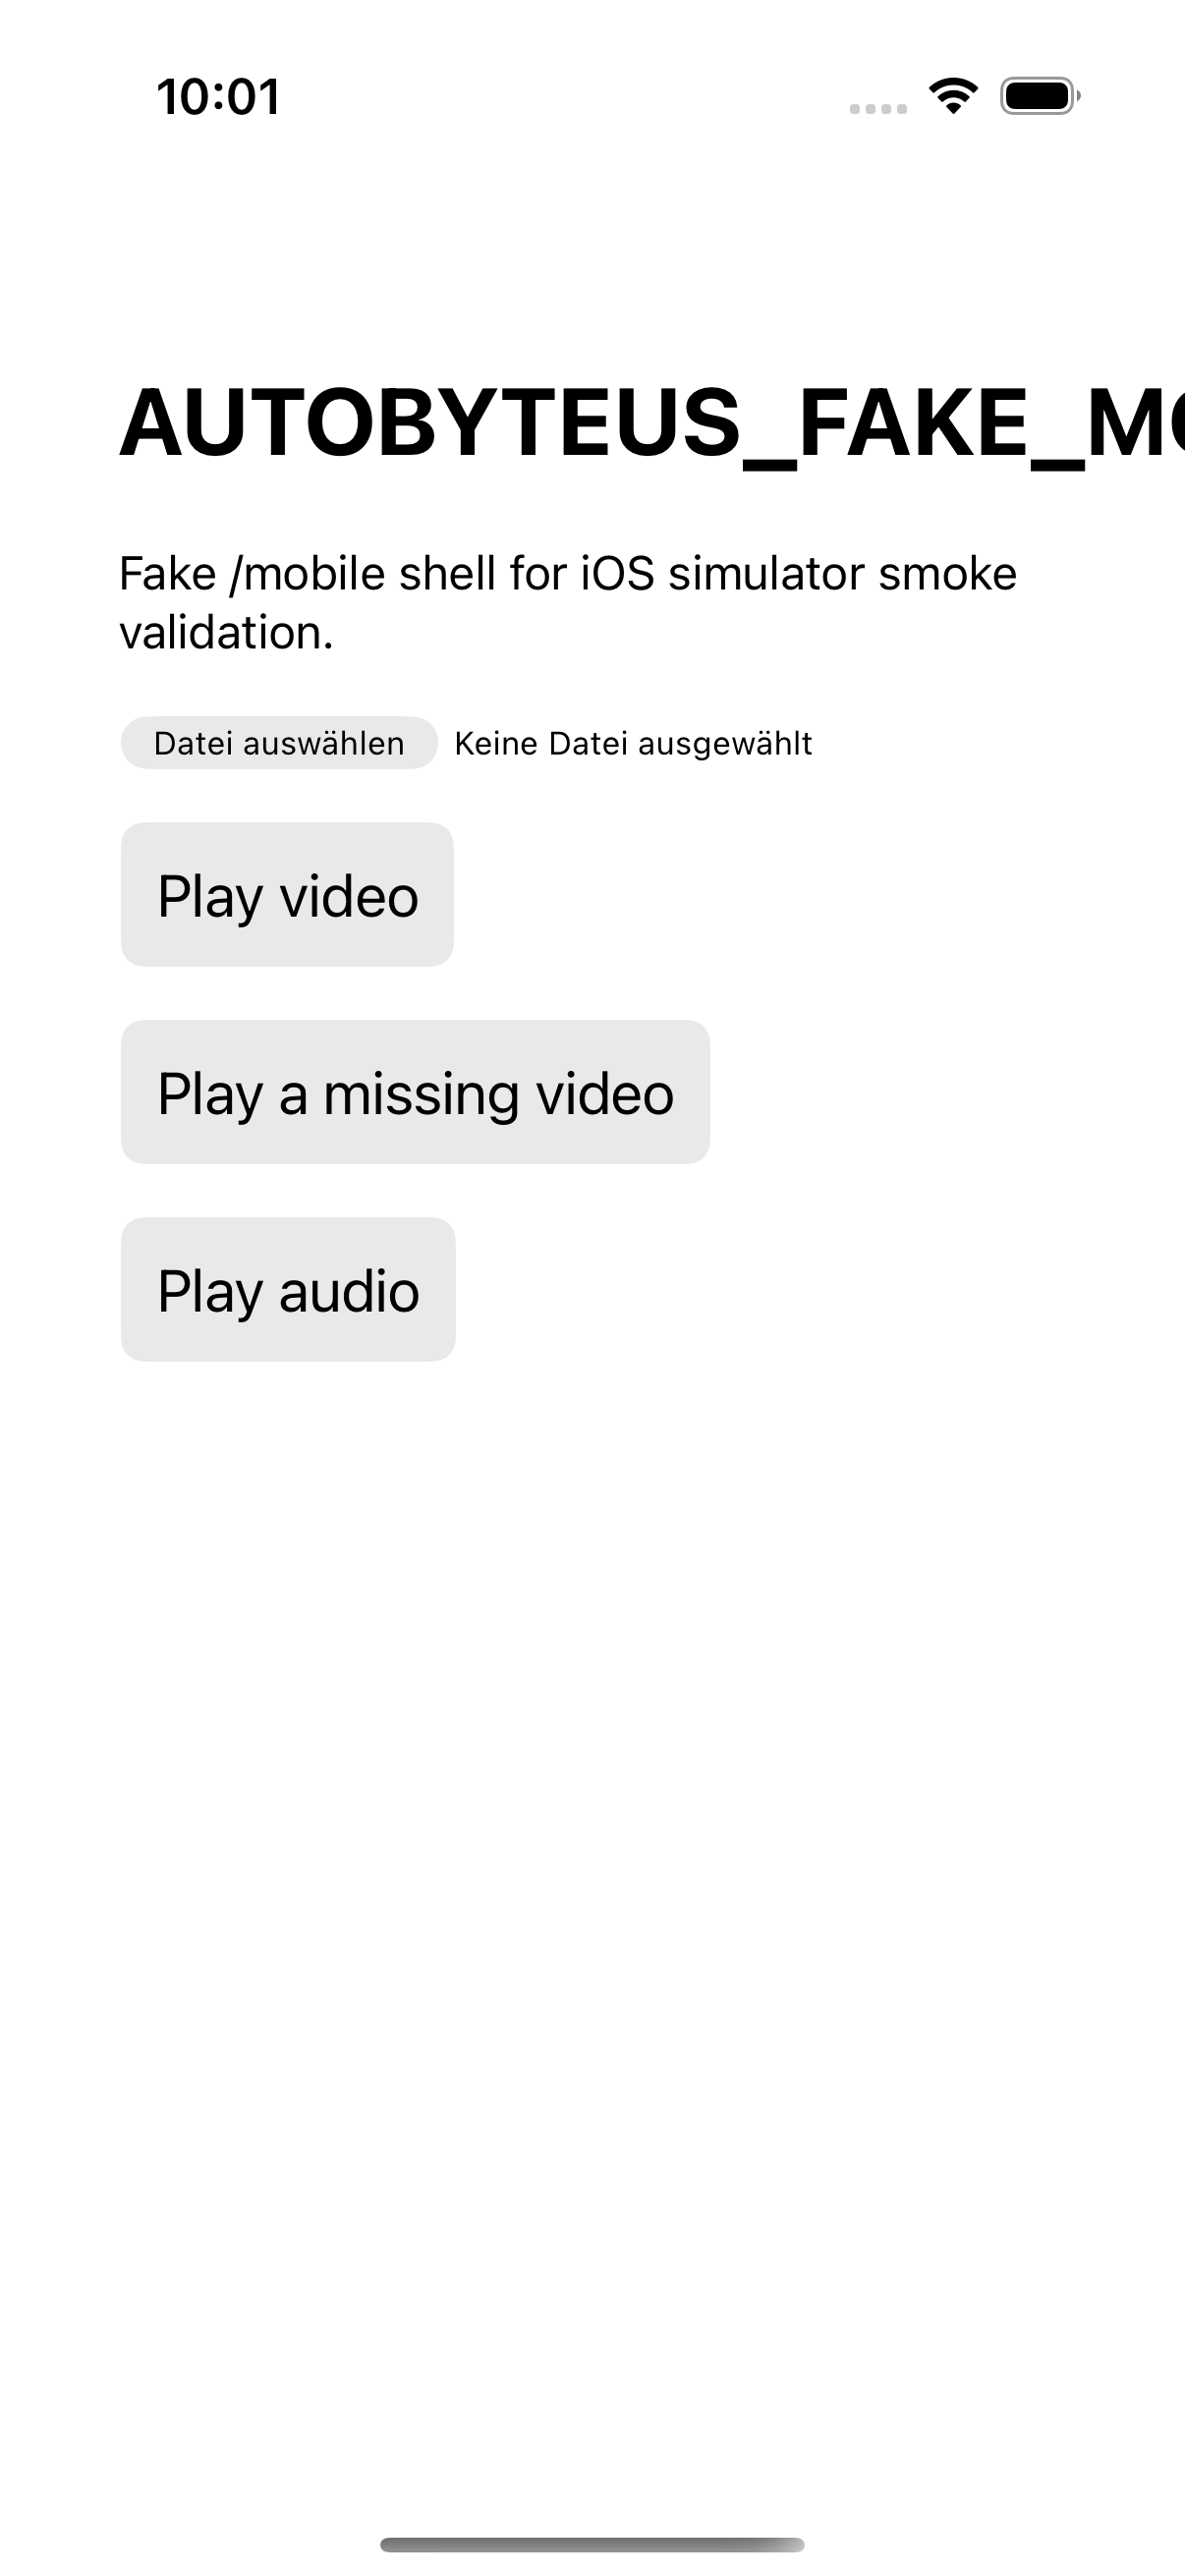 10:01
AUTOBYTEUS_FAKE_M
Fake /mobile shell for iOS simulator smoke
validation.
Datei auswählen Keine Datei ausgewählt
Play video
Play a missing video
Play audio